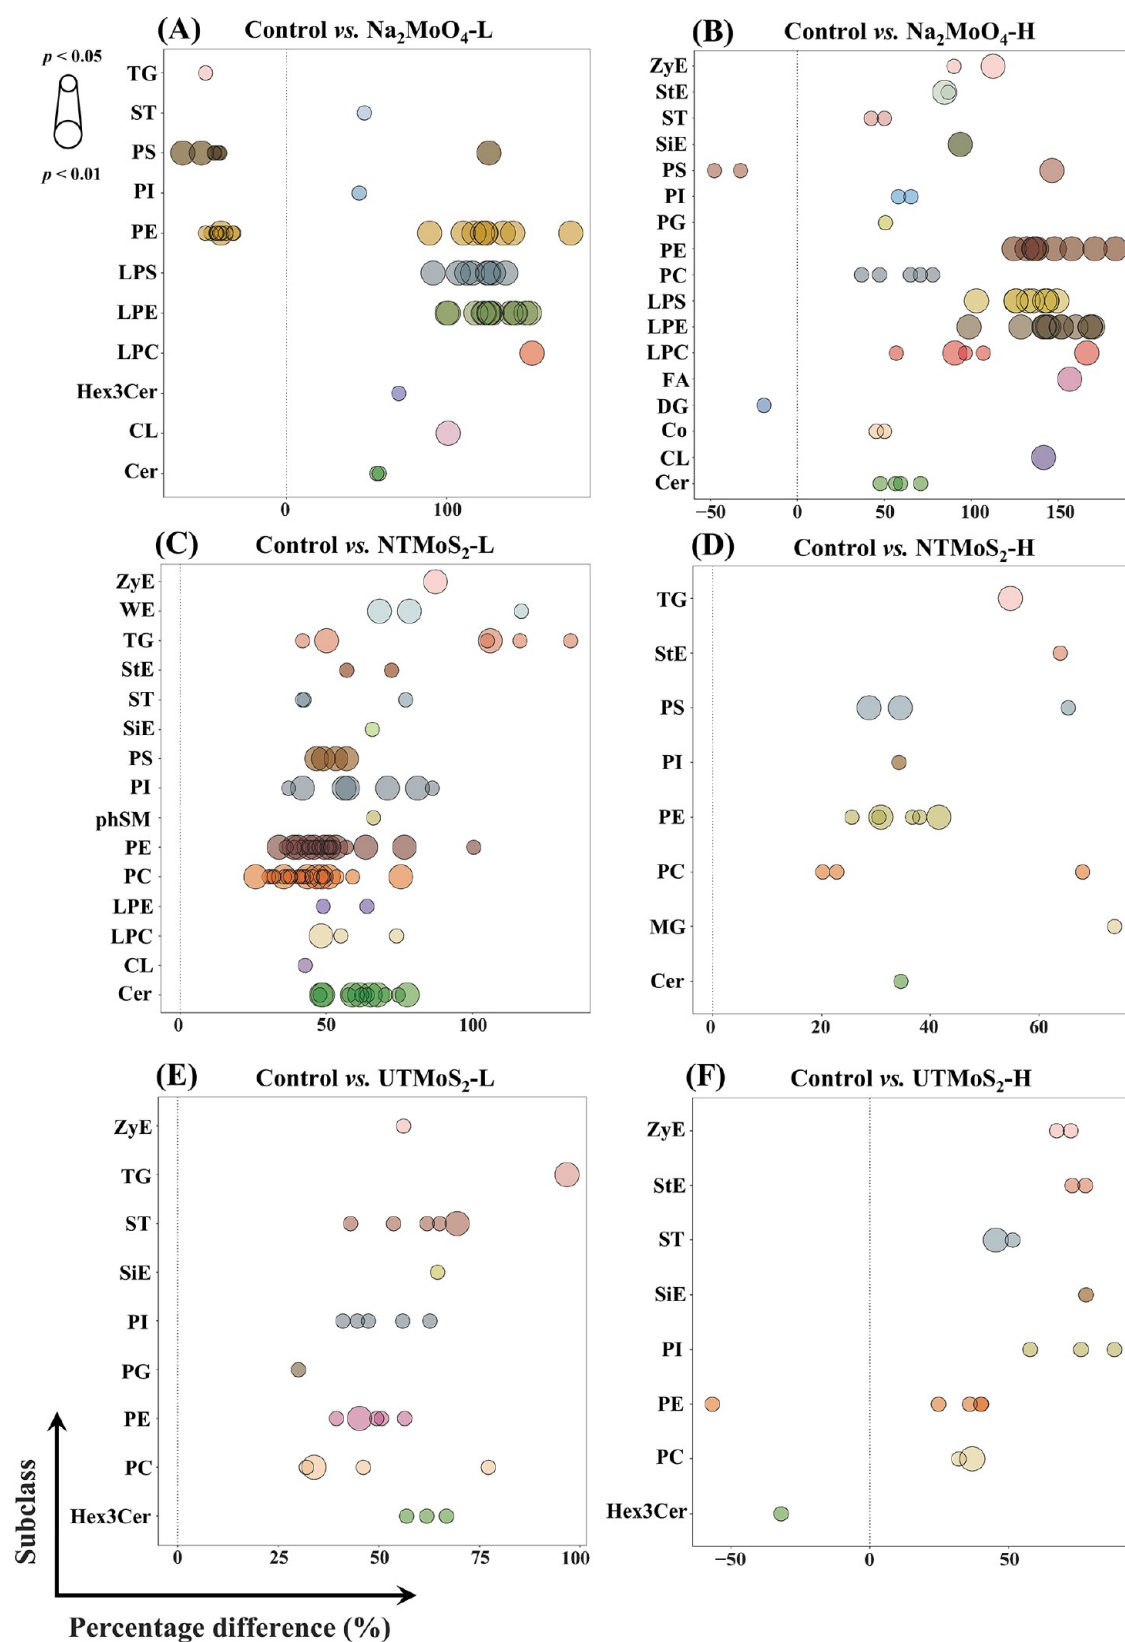 (A) Control vs. Na₂MoO₄-L
p < 0.05
p < 0.01
TG
ST
PS
PI
PE
LPS
LPE
LPC
Hex3Cer
CL
Cer
0 100
(B) Control vs. Na₂MoO₄-H
ZyE
StE
ST
SiE
PS
PI
PG
PE
PC
LPS
LPE
LPC
FA
DG
Co
CL
Cer
−50 0 50 100 150
(C) Control vs. NTMoS₂-L
ZyE
WE
TG
StE
ST
SiE
PS
PI
phSM
PE
PC
LPE
LPC
CL
Cer
0 50 100
(D) Control vs. NTMoS₂-H
TG
StE
PS
PI
PE
PC
MG
Cer
0 20 40 60
(E) Control vs. UTMoS₂-L
ZyE
TG
ST
SiE
PI
PG
PE
PC
Hex3Cer
0 25 50 75 100
(F) Control vs. UTMoS₂-H
ZyE
StE
ST
SiE
PI
PE
PC
Hex3Cer
−50 0 50
Subclass
Percentage difference (%)